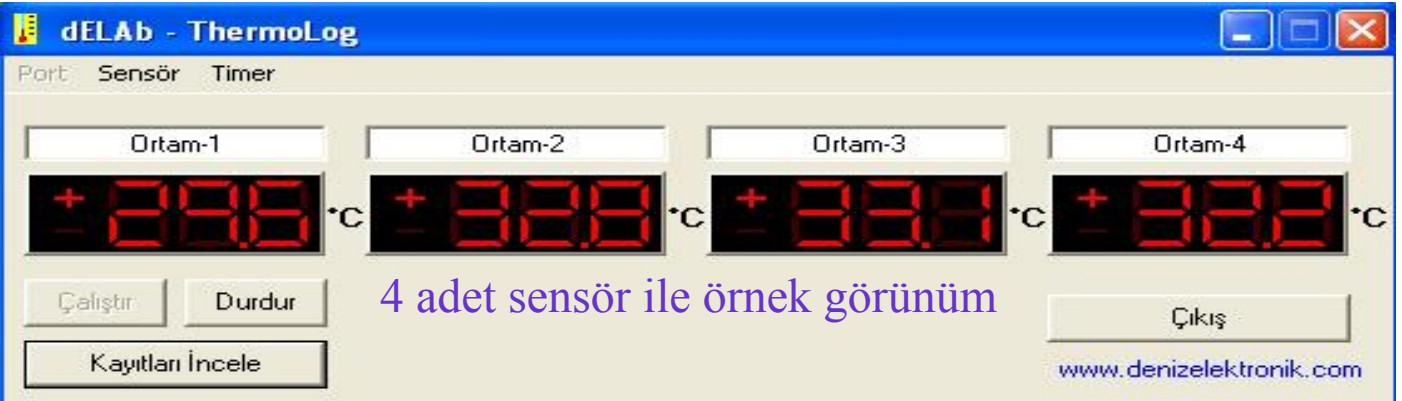 dELAb - ThermoLog
Port Sensör Timer
Ortam-1 Ortam-2 Ortam-3 Ortam-4
°C °C +33.1 °C +32.2 °C
Çalıştır Durdur 4 adet sensör ile örnek görünüm Çıkış
Kayıtları İncele www.denizelektronik.com